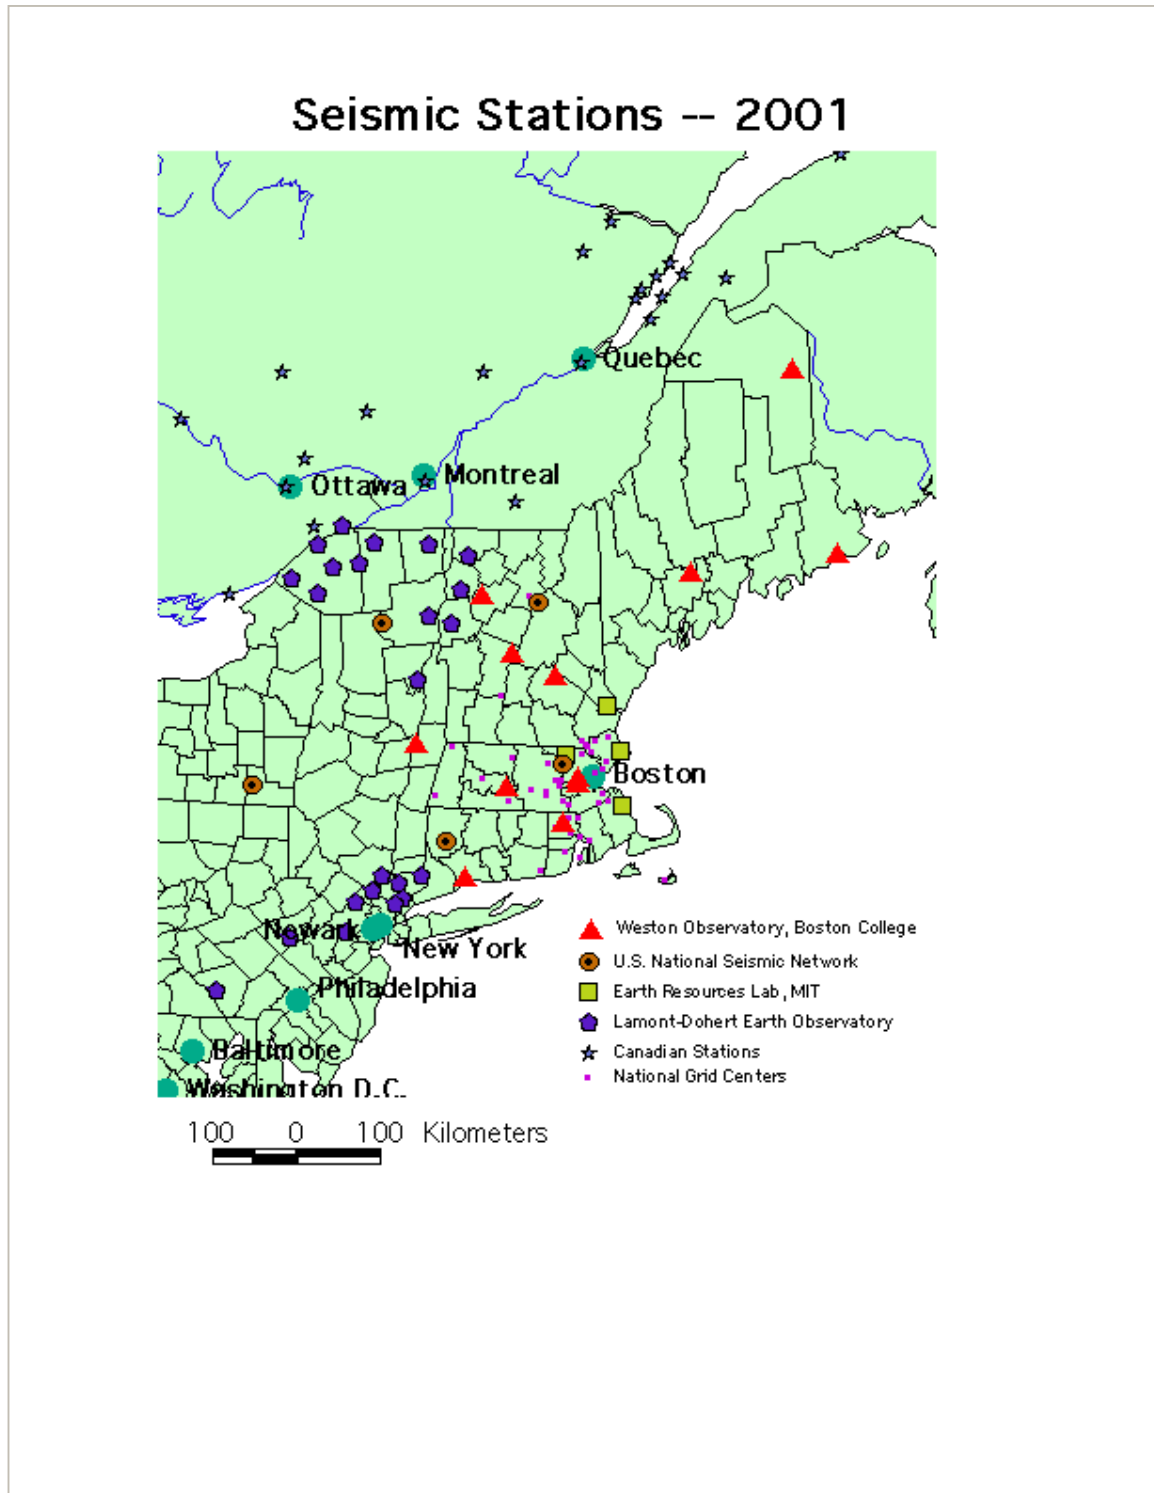 Seismic Stations -- 2001
Quebec
Montreal
Ottawa
Boston
Newark
New York
Philadelphia
Baltimore
Washington D.C.
Weston Observatory, Boston College
U.S. National Seismic Network
Earth Resources Lab, MIT
Lamont-Dohert Earth Observatory
Canadian Stations
National Grid Centers
100 0 100 Kilometers